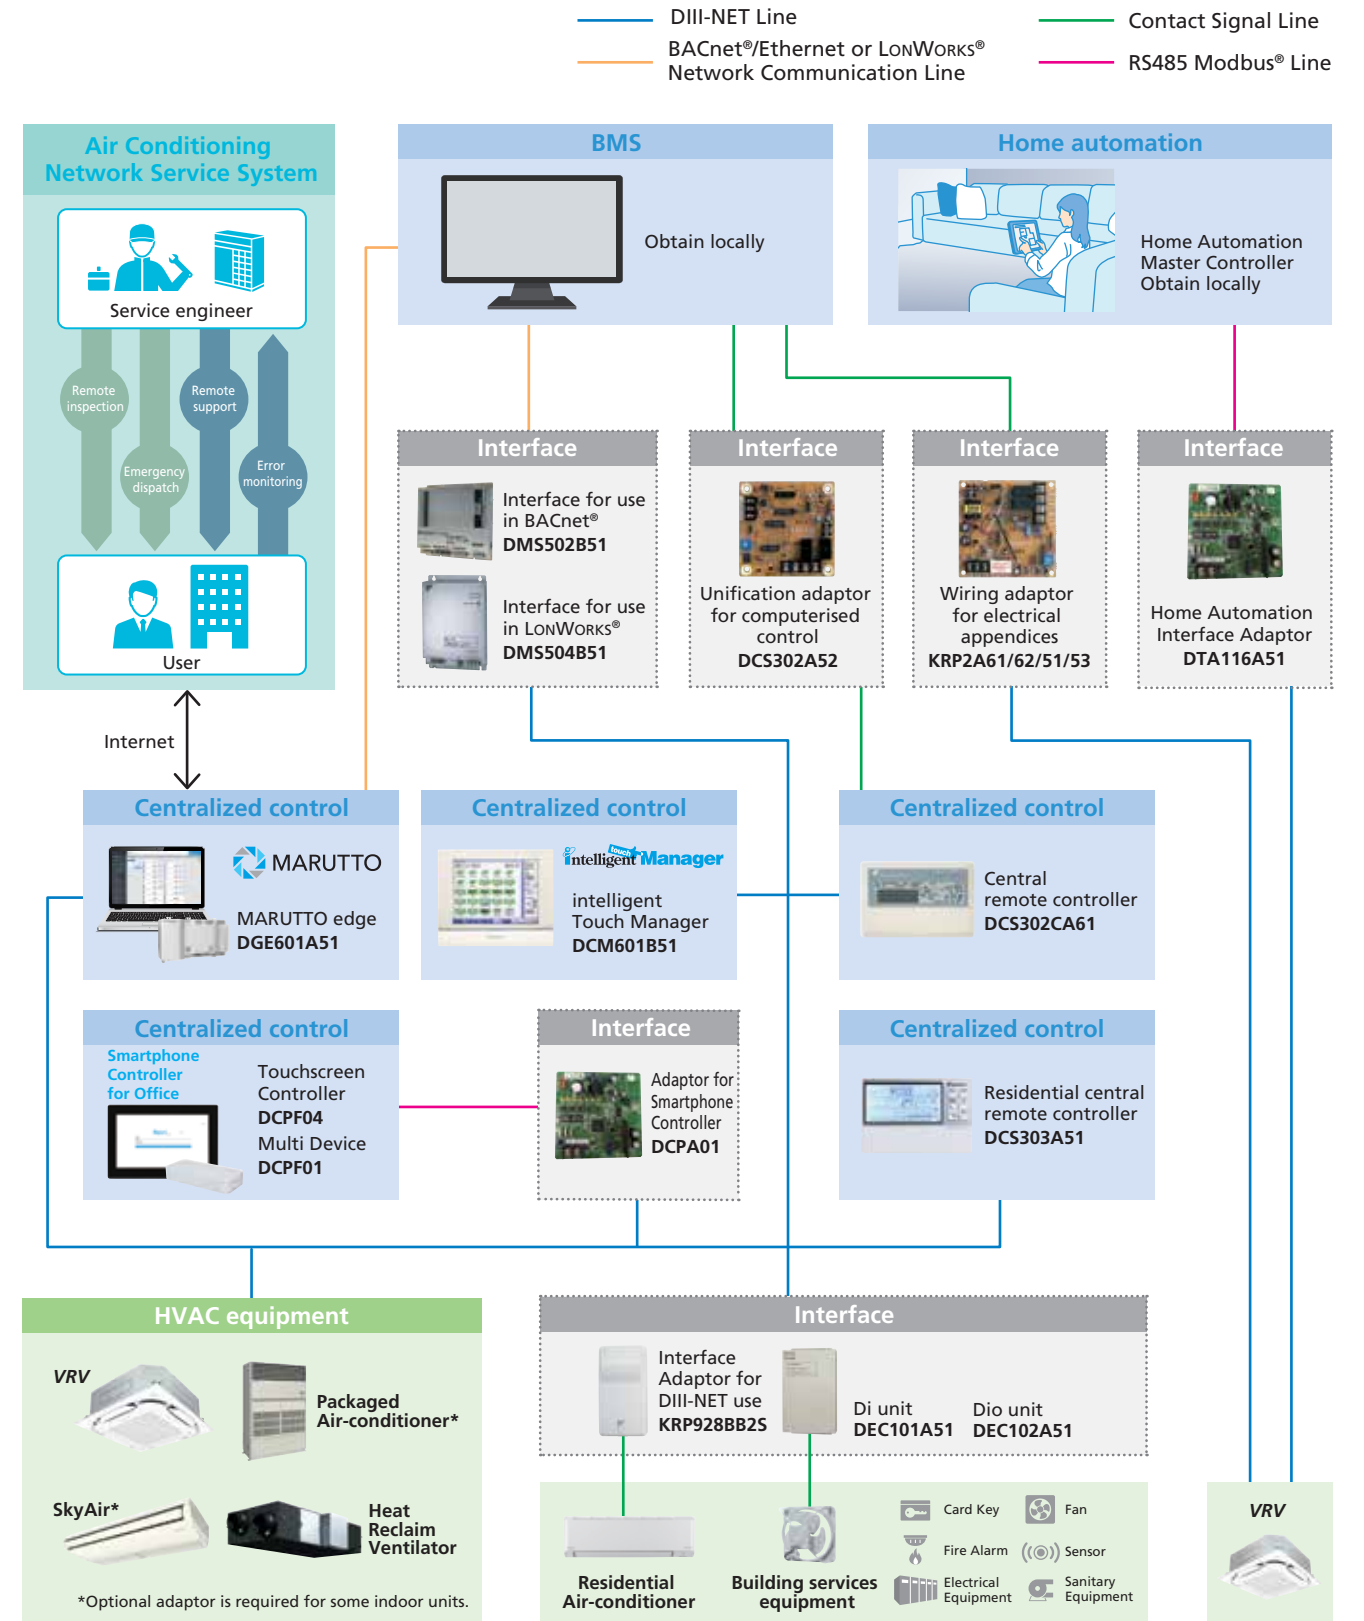 DIII-NET Line
BACnet®/Ethernet or LONWORKS®
Network Communication Line
Contact Signal Line
RS485 Modbus® Line
Air Conditioning
Network Service System
Service engineer
Remote
inspection
Emergency
dispatch
Remote
support
Error
monitoring
User
Internet
BMS
Obtain locally
Home automation
Home Automation
Master Controller
Obtain locally
Interface
Interface for use
in BACnet®
DMS502B51
Interface for use
in LONWORKS®
DMS504B51
Interface
Unification adaptor
for computerised
control
DCS302A52
Interface
Wiring adaptor
for electrical
appendices
KRP2A61/62/51/53
Interface
Home Automation
Interface Adaptor
DTA116A51
Centralized control
MARUTTO
MARUTTO edge
DGE601A51
Centralized control
intelligent touch Manager
intelligent
Touch Manager
DCM601B51
Centralized control
Central
remote controller
DCS302CA61
Centralized control
Smartphone
Controller
for Office
Touchscreen
Controller
DCPF04
Multi Device
DCPF01
Interface
Adaptor for
Smartphone
Controller
DCPA01
Centralized control
Residential central
remote controller
DCS303A51
HVAC equipment
VRV
Packaged
Air-conditioner*
SkyAir*
Heat
Reclaim
Ventilator
*Optional adaptor is required for some indoor units.
Interface
Interface
Adaptor for
DIII-NET use
KRP928BB2S
Di unit
DEC101A51
Dio unit
DEC102A51
Residential
Air-conditioner
Building services
equipment
Card Key
Fan
Fire Alarm
Sensor
Electrical
Equipment
Sanitary
Equipment
VRV